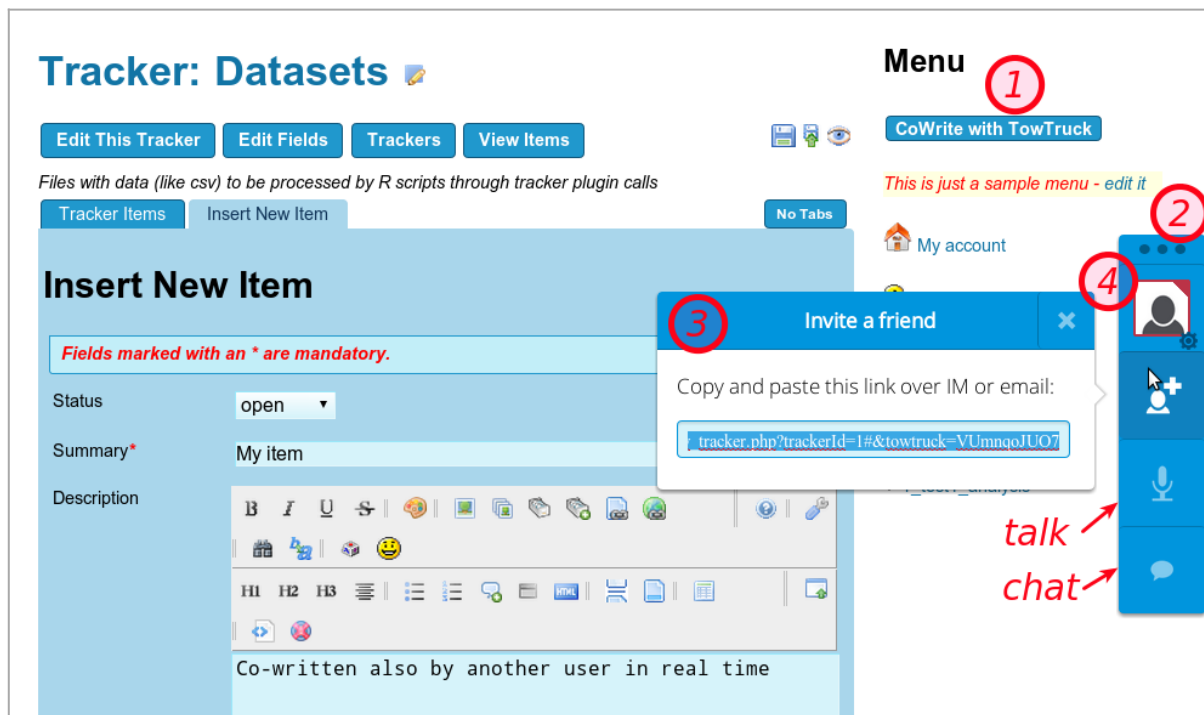 Tracker: Datasets
Menu
1
Edit This Tracker
Edit Fields
Trackers
View Items
CoWrite with TowTruck
Files with data (like csv) to be processed by R scripts through tracker plugin calls
This is just a sample menu - edit it
Tracker Items
Insert New Item
No Tabs
2
My account
Insert New Item
4
3
Invite a friend
Fields marked with an * are mandatory.
Copy and paste this link over IM or email:
Status
open
_tracker.php?trackerId=1#&towtruck=VUmnqoJUO7
Summary*
My item
Description
B I U S
H1 H2 H3
HTML
talk
chat
Co-written also by another user in real time